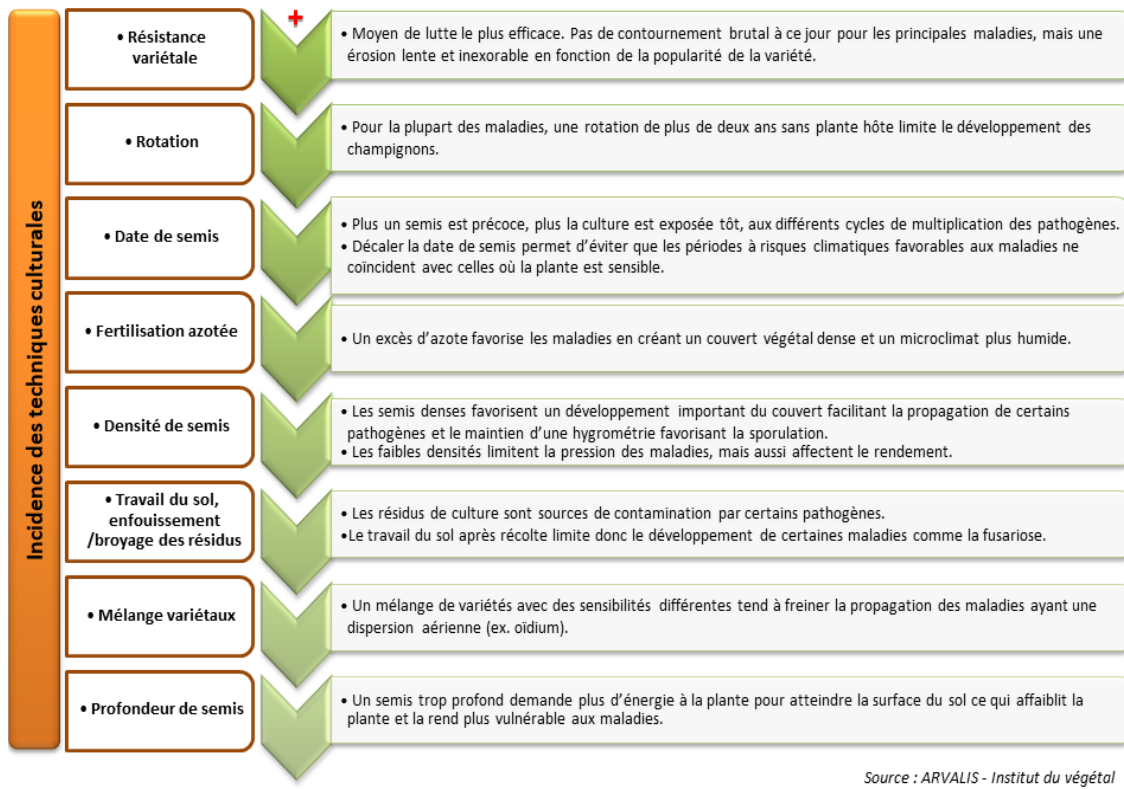 Incidence des techniques culturales
+
• Résistance
variétale
• Moyen de lutte le plus efficace. Pas de contournement brutal à ce jour pour les principales maladies, mais une
érosion lente et inexorable en fonction de la popularité de la variété.
• Rotation
• Pour la plupart des maladies, une rotation de plus de deux ans sans plante hôte limite le développement des
champignons.
• Date de semis
• Plus un semis est précoce, plus la culture est exposée tôt, aux différents cycles de multiplication des pathogènes.
• Décaler la date de semis permet d’éviter que les périodes à risques climatiques favorables aux maladies ne
coïncident avec celles où la plante est sensible.
• Fertilisation azotée
• Un excès d’azote favorise les maladies en créant un couvert végétal dense et un microclimat plus humide.
• Densité de semis
• Les semis denses favorisent un développement important du couvert facilitant la propagation de certains
pathogènes et le maintien d’une hygrométrie favorisant la sporulation.
• Les faibles densités limitent la pression des maladies, mais aussi affectent le rendement.
• Travail du sol,
enfouissement
/broyage des résidus
• Les résidus de culture sont sources de contamination par certains pathogènes.
•Le travail du sol après récolte limite donc le développement de certaines maladies comme la fusariose.
• Mélange variétaux
• Un mélange de variétés avec des sensibilités différentes tend à freiner la propagation des maladies ayant une
dispersion aérienne (ex. oïdium).
• Profondeur de semis
• Un semis trop profond demande plus d’énergie à la plante pour atteindre la surface du sol ce qui affaiblit la
plante et la rend plus vulnérable aux maladies.
Source : ARVALIS - Institut du végétal